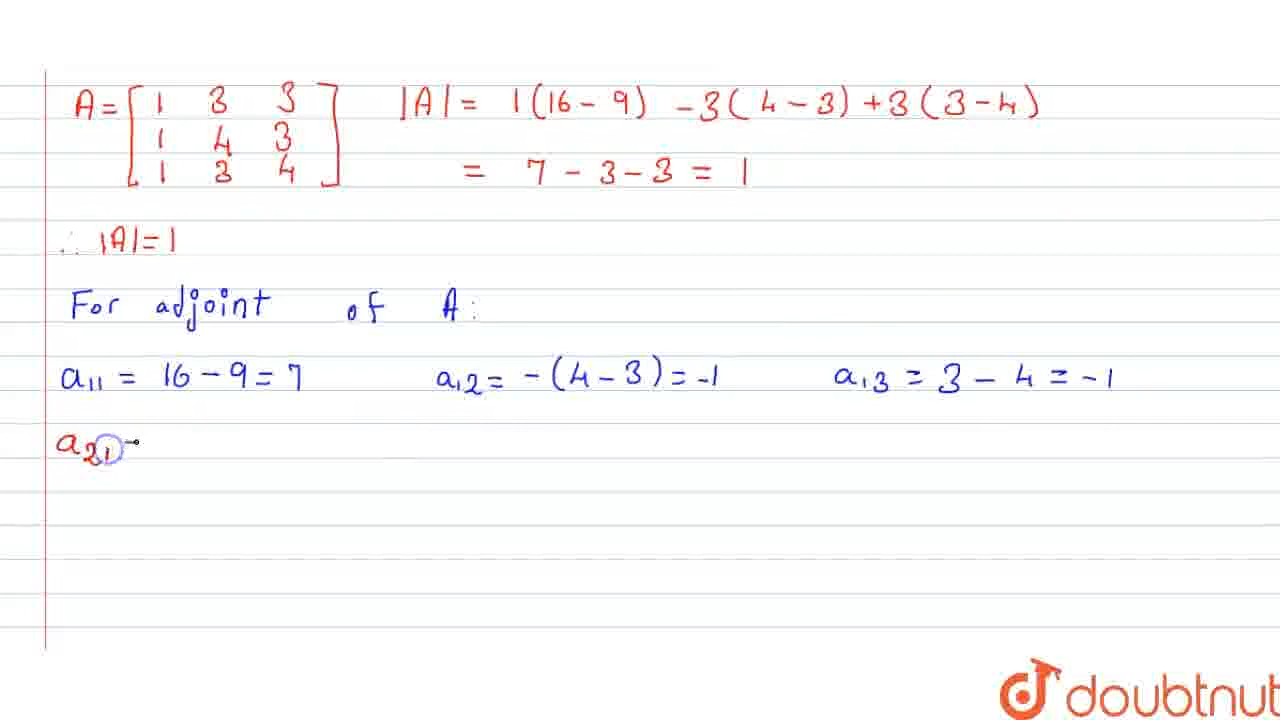 A = [ 1 3 3 |A| = 1(16 - 9) - 3(4 - 3) + 3(3 - 4)
1 4 3
1 3 4 ] = 7 - 3 - 3 = 1
∴ |A| = 1
For adjoint of A:
a11 = 16 - 9 = 7 a12 = -(4 - 3) = -1 a13 = 3 - 4 = -1
a21 -
doubtnut